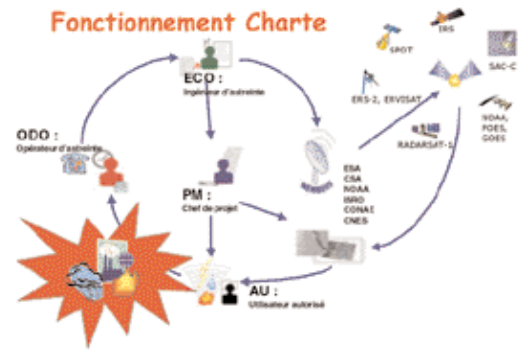 Fonctionnement Charte
IRS
SPOT
SAC-C
ECO :
Ingénieur d'astreinte
ERS-2, ERVISAT
NOAA,
POES,
GOES
RADARSAT-1
ODO :
Opérateur d'astreinte
ESA
CSA
NOAA
ISRO
CONAE
CNES
PM :
Chef de projet
AU :
Utilisateur autorisé